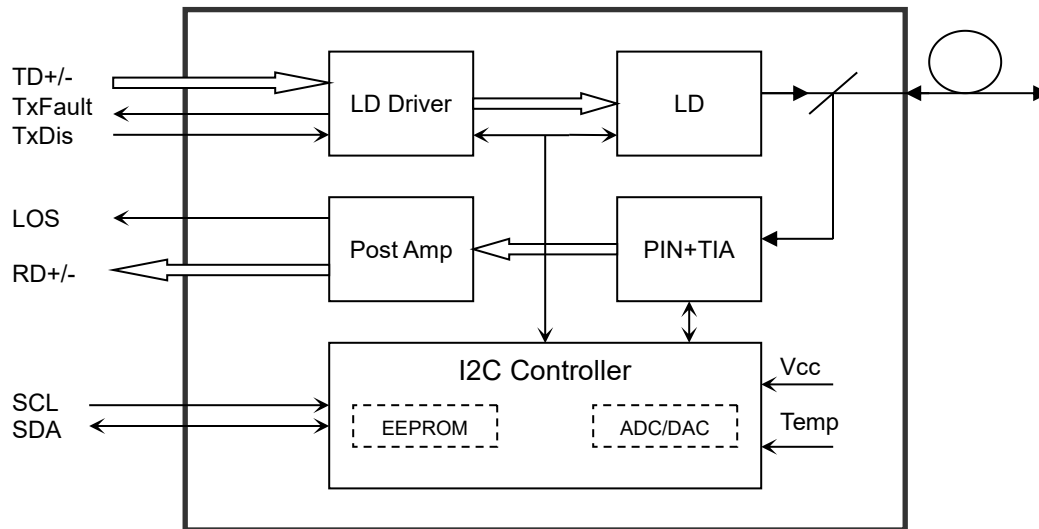 TD+/-
TxFault
TxDis
LD Driver
LD
LOS
RD+/-
Post Amp
PIN+TIA
I2C Controller
Vcc
SCL
SDA
EEPROM
ADC/DAC
Temp